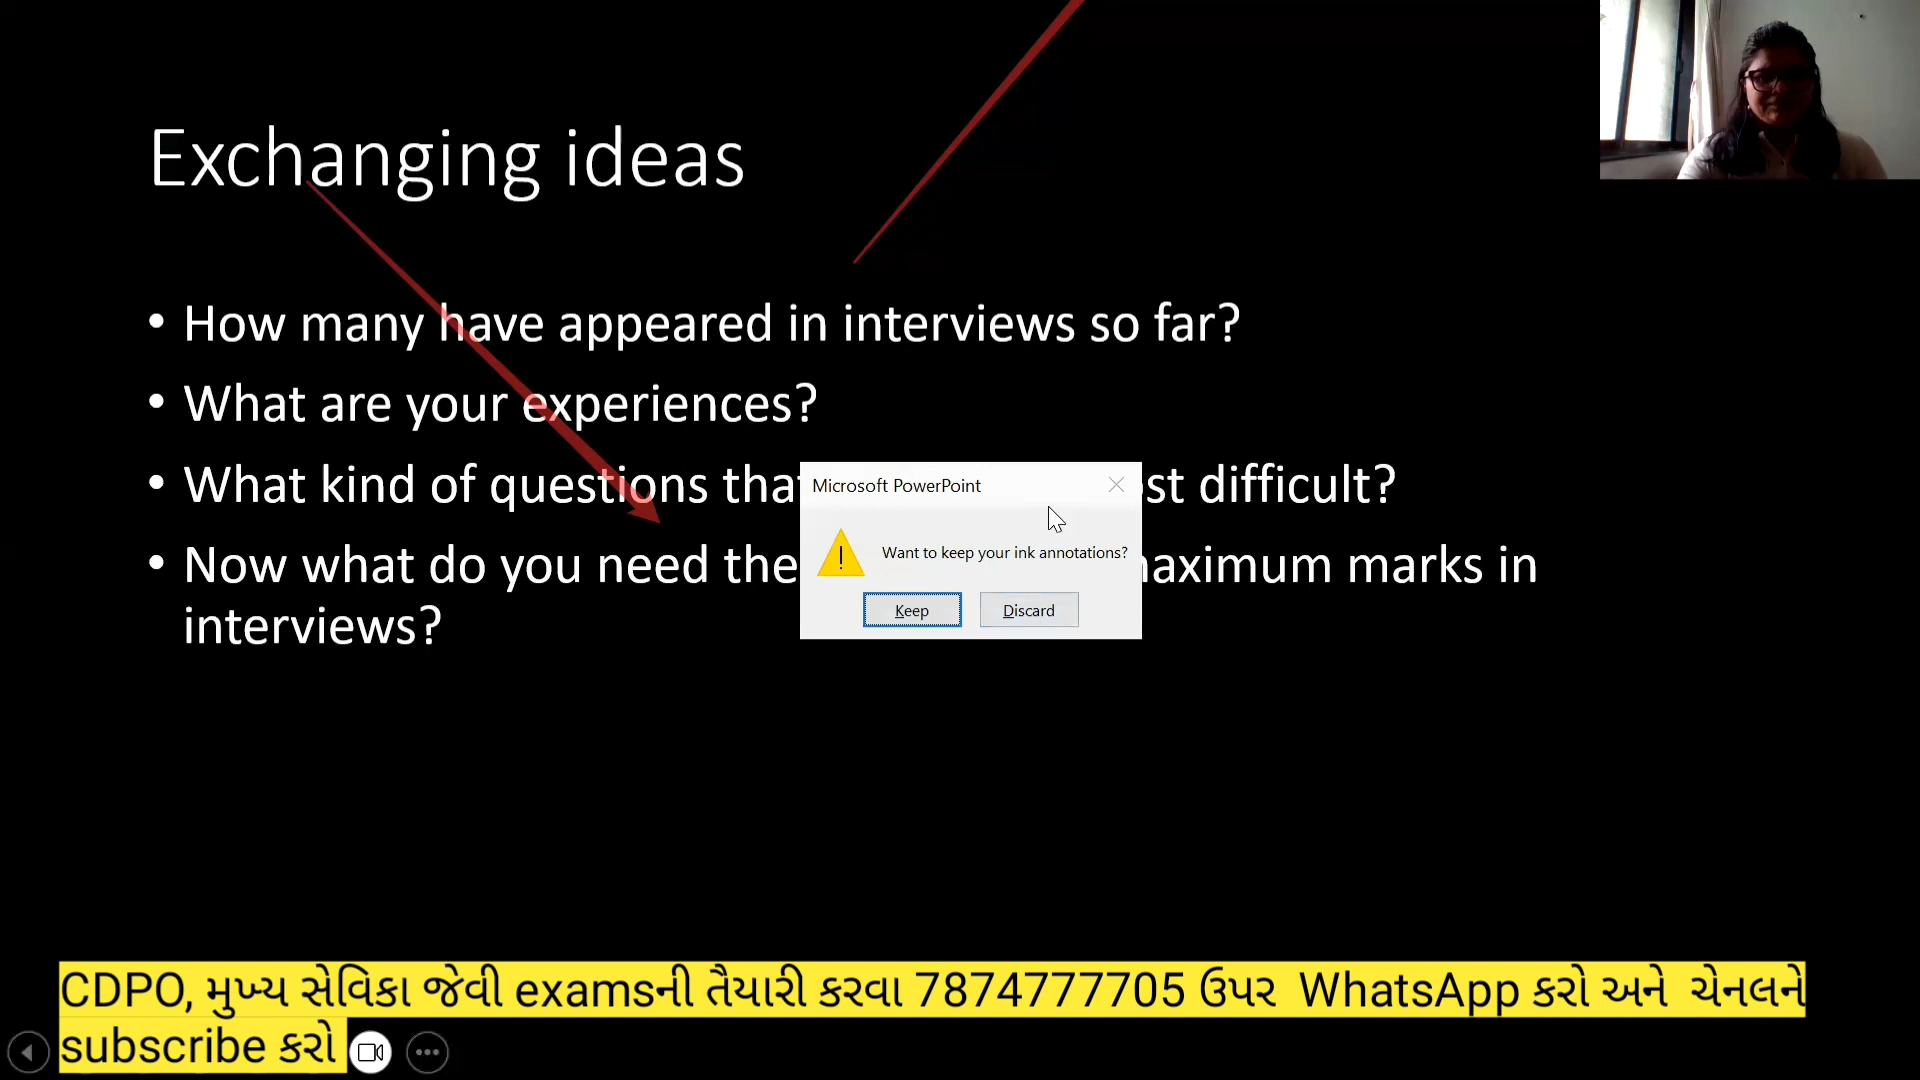 Exchanging ideas
• How many have appeared in interviews so far?
• What are your experiences?
• What kind of questions that st difficult?
• Now what do you need the aximum marks in
interviews?
Microsoft PowerPoint
Want to keep your ink annotations?
Keep Discard
CDPO, મુખ્ય સેવિકા જેવી examsની તૈયારી કરવા 7874777705 ઉપર WhatsApp કરો અને ચેનલને
subscribe કરો